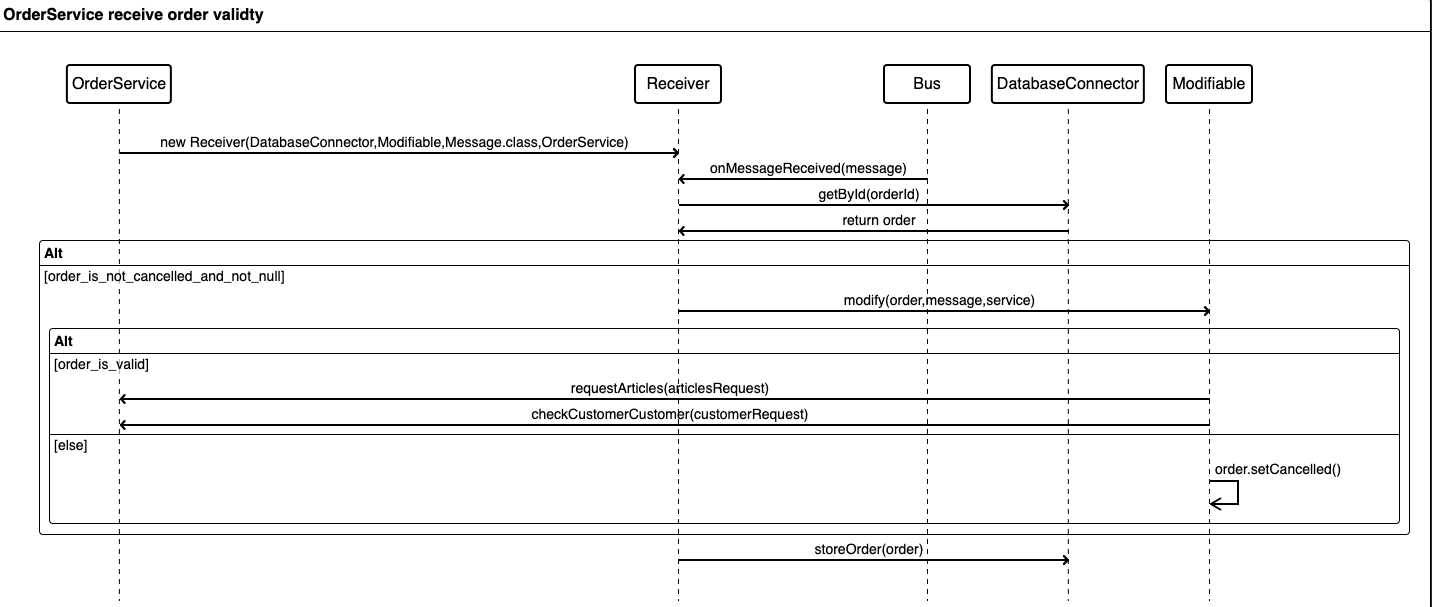 OrderService receive order validty
OrderService
Receiver
Bus
DatabaseConnector
Modifiable
new Receiver(DatabaseConnector,Modifiable,Message.class,OrderService)
onMessageReceived(message)
getById(orderId)
return order
Alt
[order_is_not_cancelled_and_not_null]
modify(order,message,service)
Alt
[order_is_valid]
requestArticles(articlesRequest)
checkCustomerCustomer(customerRequest)
[else]
order.setCancelled()
storeOrder(order)